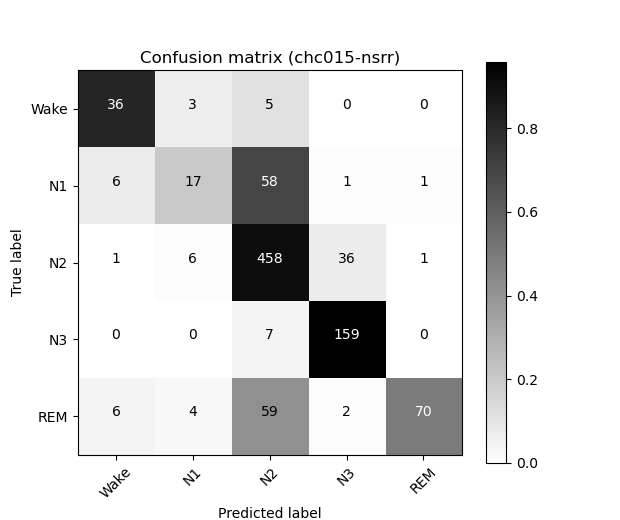 Confusion matrix (chc015-nsrr)
True label
Wake 36 3 5 0 0
N1 6 17 58 1 1
N2 1 6 458 36 1
N3 0 0 7 159 0
REM 6 4 59 2 70
Wake N1 N2 N3 REM
Predicted label
0.8
0.6
0.4
0.2
0.0